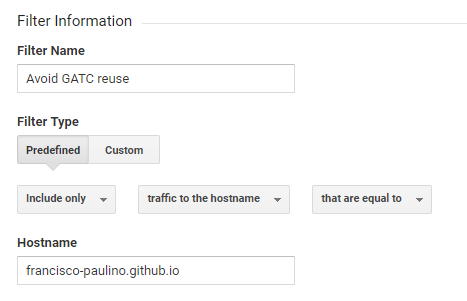 Filter Information
Filter Name
Avoid GATC reuse
Filter Type
Predefined Custom
Include only traffic to the hostname that are equal to
Hostname
francisco-paulino.github.io